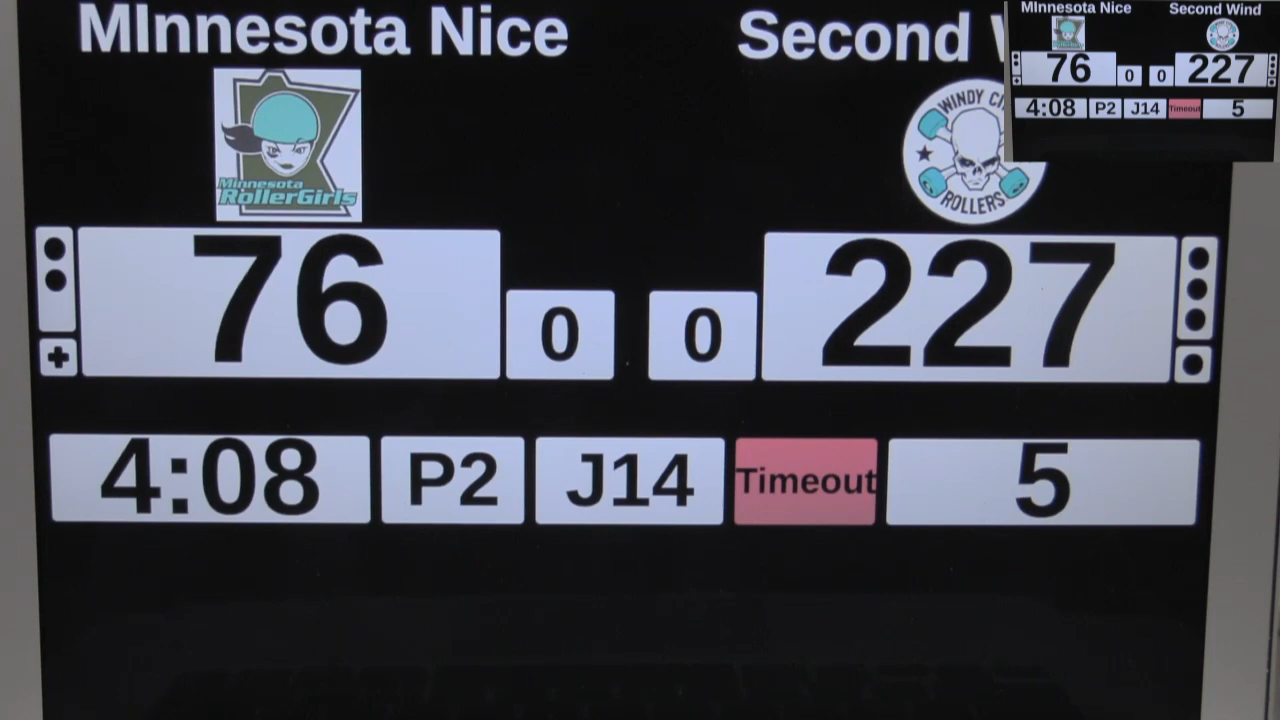 MInnesota Nice
Second
Minnesota
RollerGirls
WINDY CI
ROLLERS
76
0
0
227
4:08
P2
J14
Timeout
5
MInnesota Nice
Second Wind
76
0
0
227
4:08
P2
J14
Timeout
5